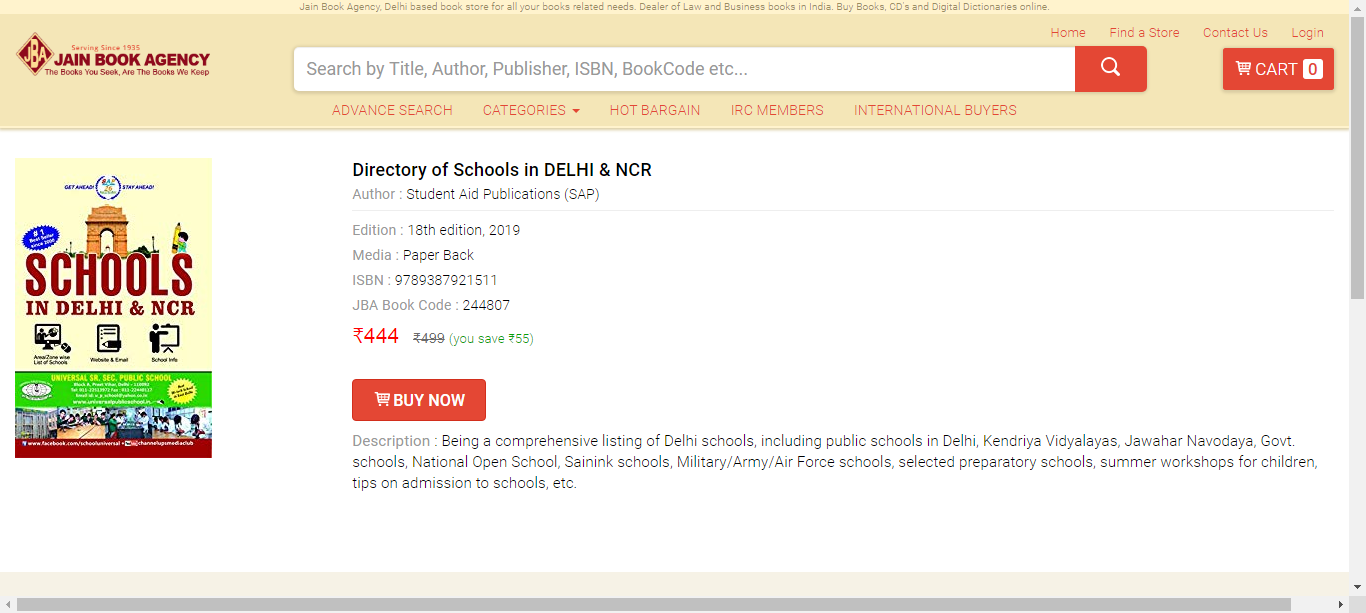 Jain Book Agency, Delhi based book store for all your books related needs. Dealer of Law and Business books in India. Buy Books, CD's and Digital Dictionaries online.
Home Find a Store Contact Us Login
Serving Since 1935
JBA JAIN BOOK AGENCY
The Books You Seek, Are The Books We Keep
Search by Title, Author, Publisher, ISBN, BookCode etc...
CART 0
ADVANCE SEARCH CATEGORIES HOT BARGAIN IRC MEMBERS INTERNATIONAL BUYERS
GET AHEAD! SAP STAY AHEAD!
#1
Best Seller
since 2000
SCHOOLS
IN DELHI & NCR
Area/Zone wise
List of Schools
Website & Email
School Info
UNIVERSAL SR. SEC. PUBLIC SCHOOL
www.universalpublicschool.in
www.facebook.com/schooluniversal
channelupsmediaclub
Directory of Schools in DELHI & NCR
Author : Student Aid Publications (SAP)
Edition : 18th edition, 2019
Media : Paper Back
ISBN : 9789387921511
JBA Book Code : 244807
₹444 ₹499 (you save ₹55)
BUY NOW
Description : Being a comprehensive listing of Delhi schools, including public schools in Delhi, Kendriya Vidyalayas, Jawahar Navodaya, Govt.
schools, National Open School, Sainink schools, Military/Army/Air Force schools, selected preparatory schools, summer workshops for children,
tips on admission to schools, etc.